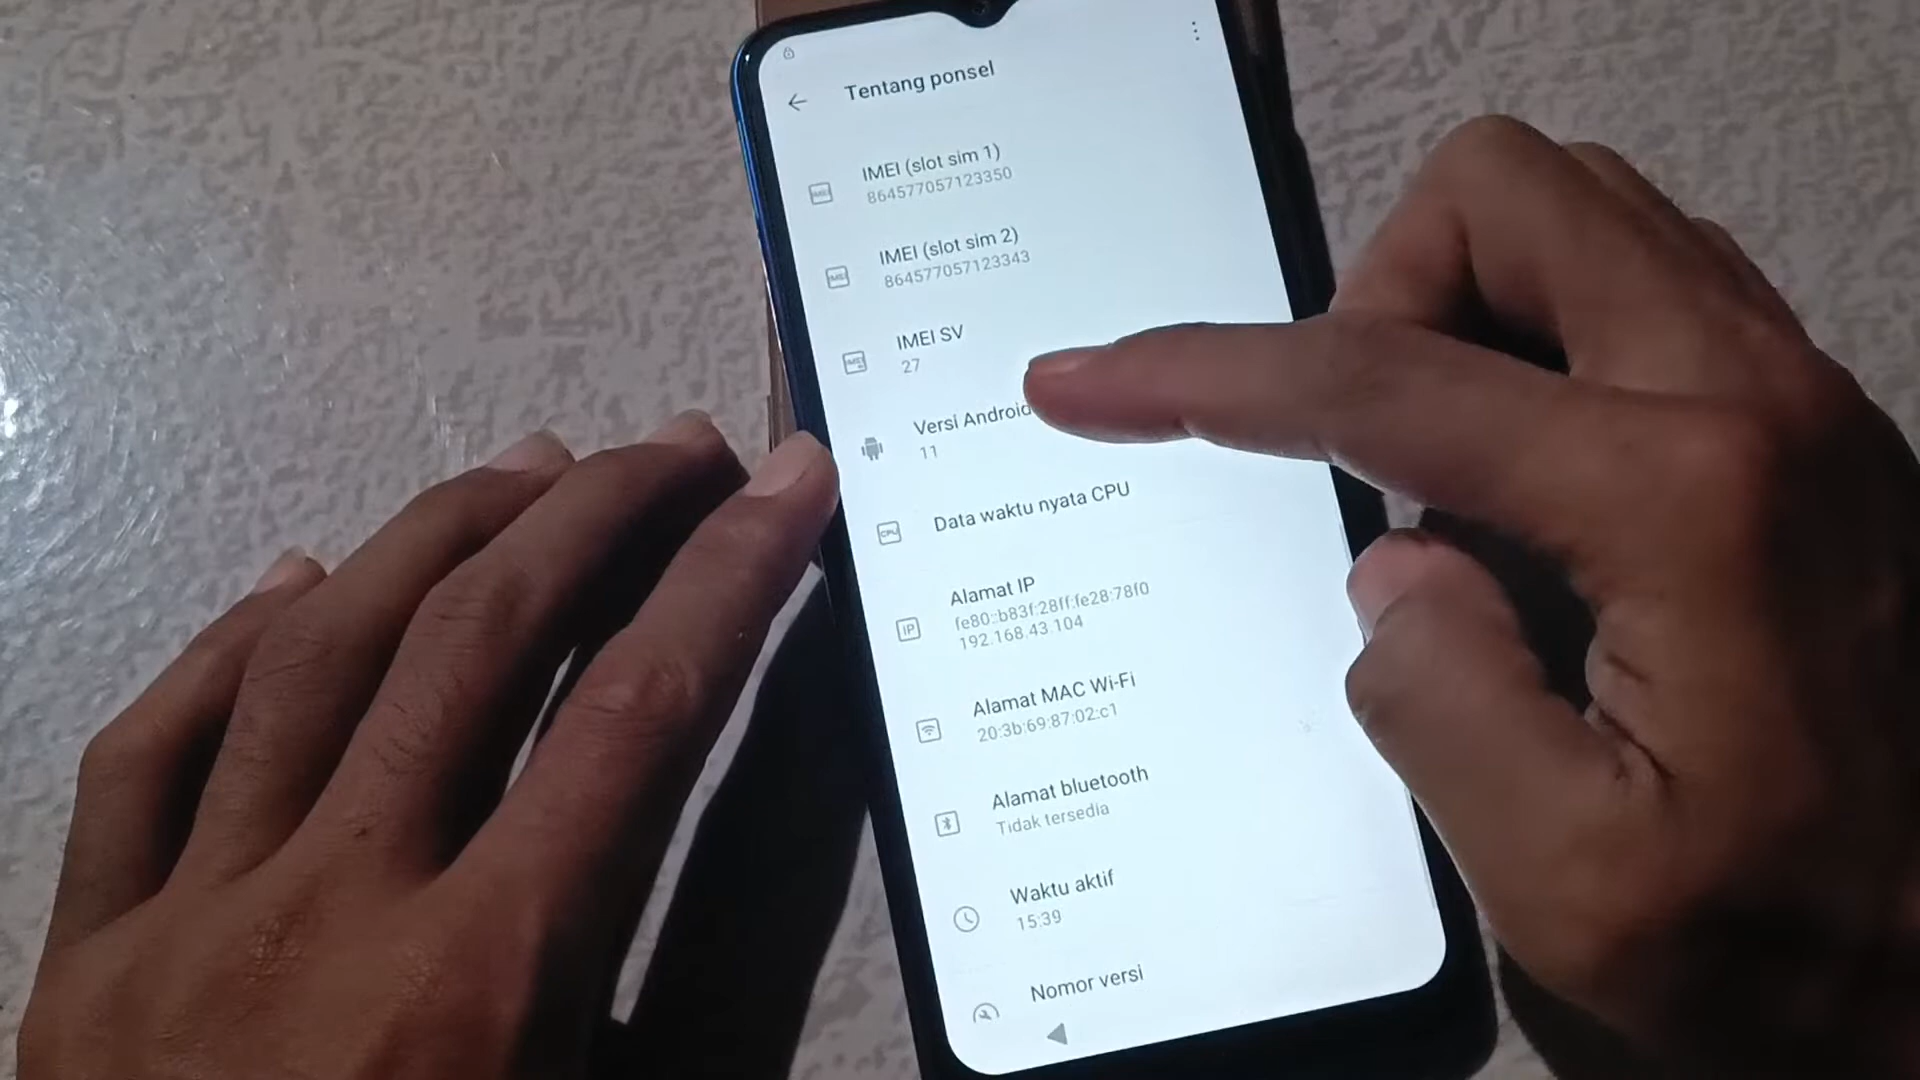 Tentang ponsel
IMEI (slot sim 1)
864577057123350
IMEI (slot sim 2)
864577057123343
IMEI SV
27
Versi Android
11
Data waktu nyata CPU
CPU
Alamat IP
fe80::b83f:28ff:fe28:78f0
192.168.43.104
IP
Alamat MAC Wi-Fi
20:3b:69:87:02:c1
Alamat bluetooth
Tidak tersedia
Waktu aktif
15:39
Nomor versi